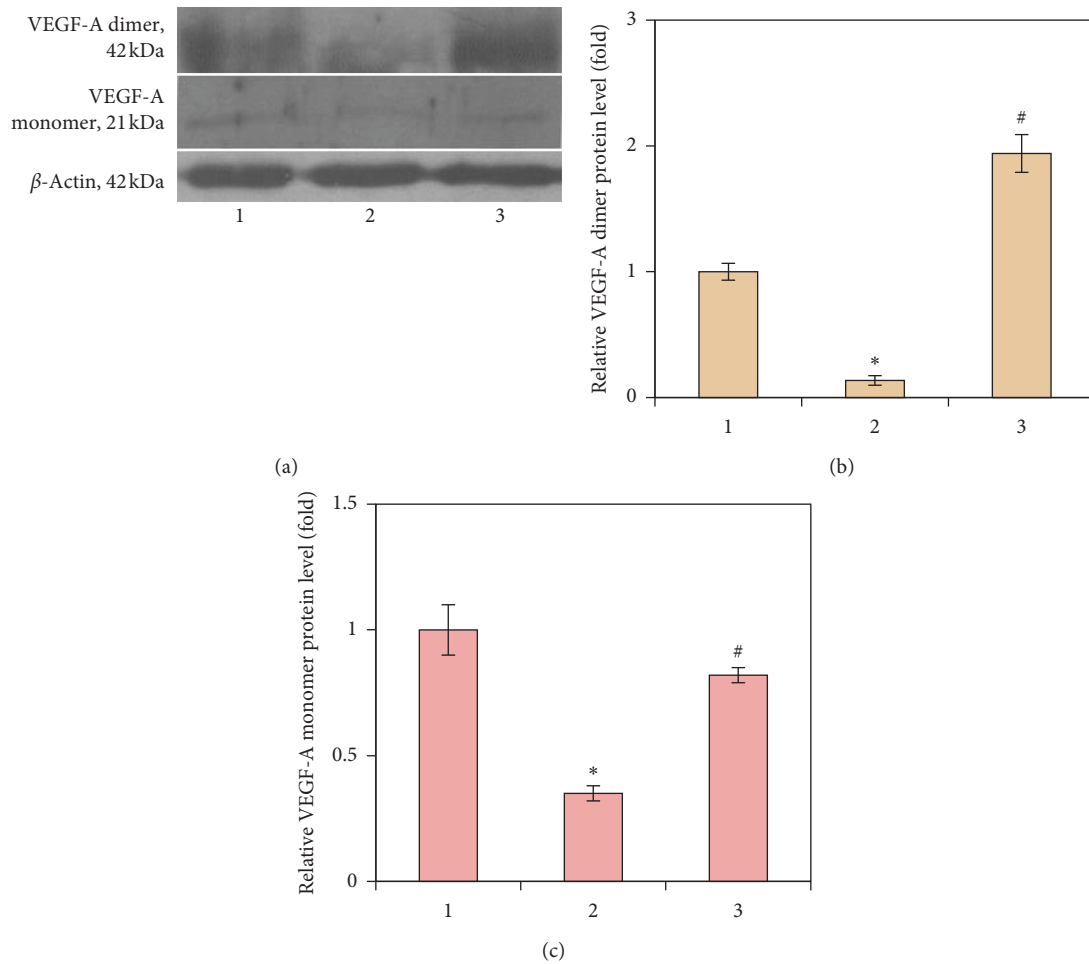 VEGF-A dimer,
42 kDa
VEGF-A
monomer, 21 kDa
β-Actin, 42 kDa
1 2 3
(a)
Relative VEGF-A dimer protein level (fold)
3
2
1
0
*
#
1 2 3
(b)
Relative VEGF-A monomer protein level (fold)
1.5
1
0.5
0
*
#
1 2 3
(c)